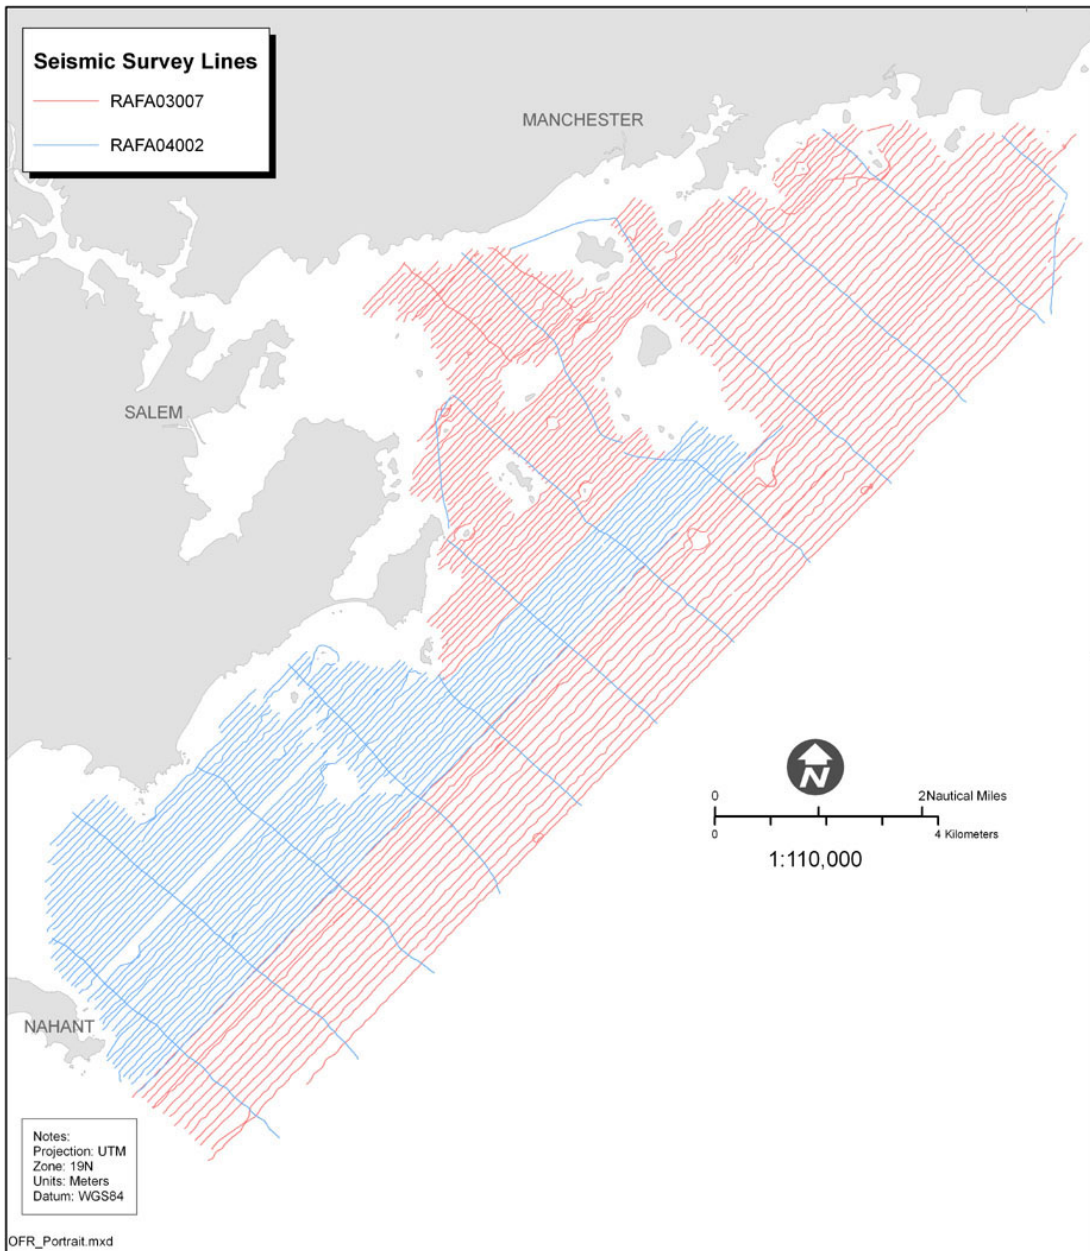 Seismic Survey Lines
RAFA03007
RAFA04002
MANCHESTER
SALEM
NAHANT
N
0 2Nautical Miles
0 4 Kilometers
1:110,000
Notes:
Projection: UTM
Zone: 19N
Units: Meters
Datum: WGS84
OFR_Portrait.mxd